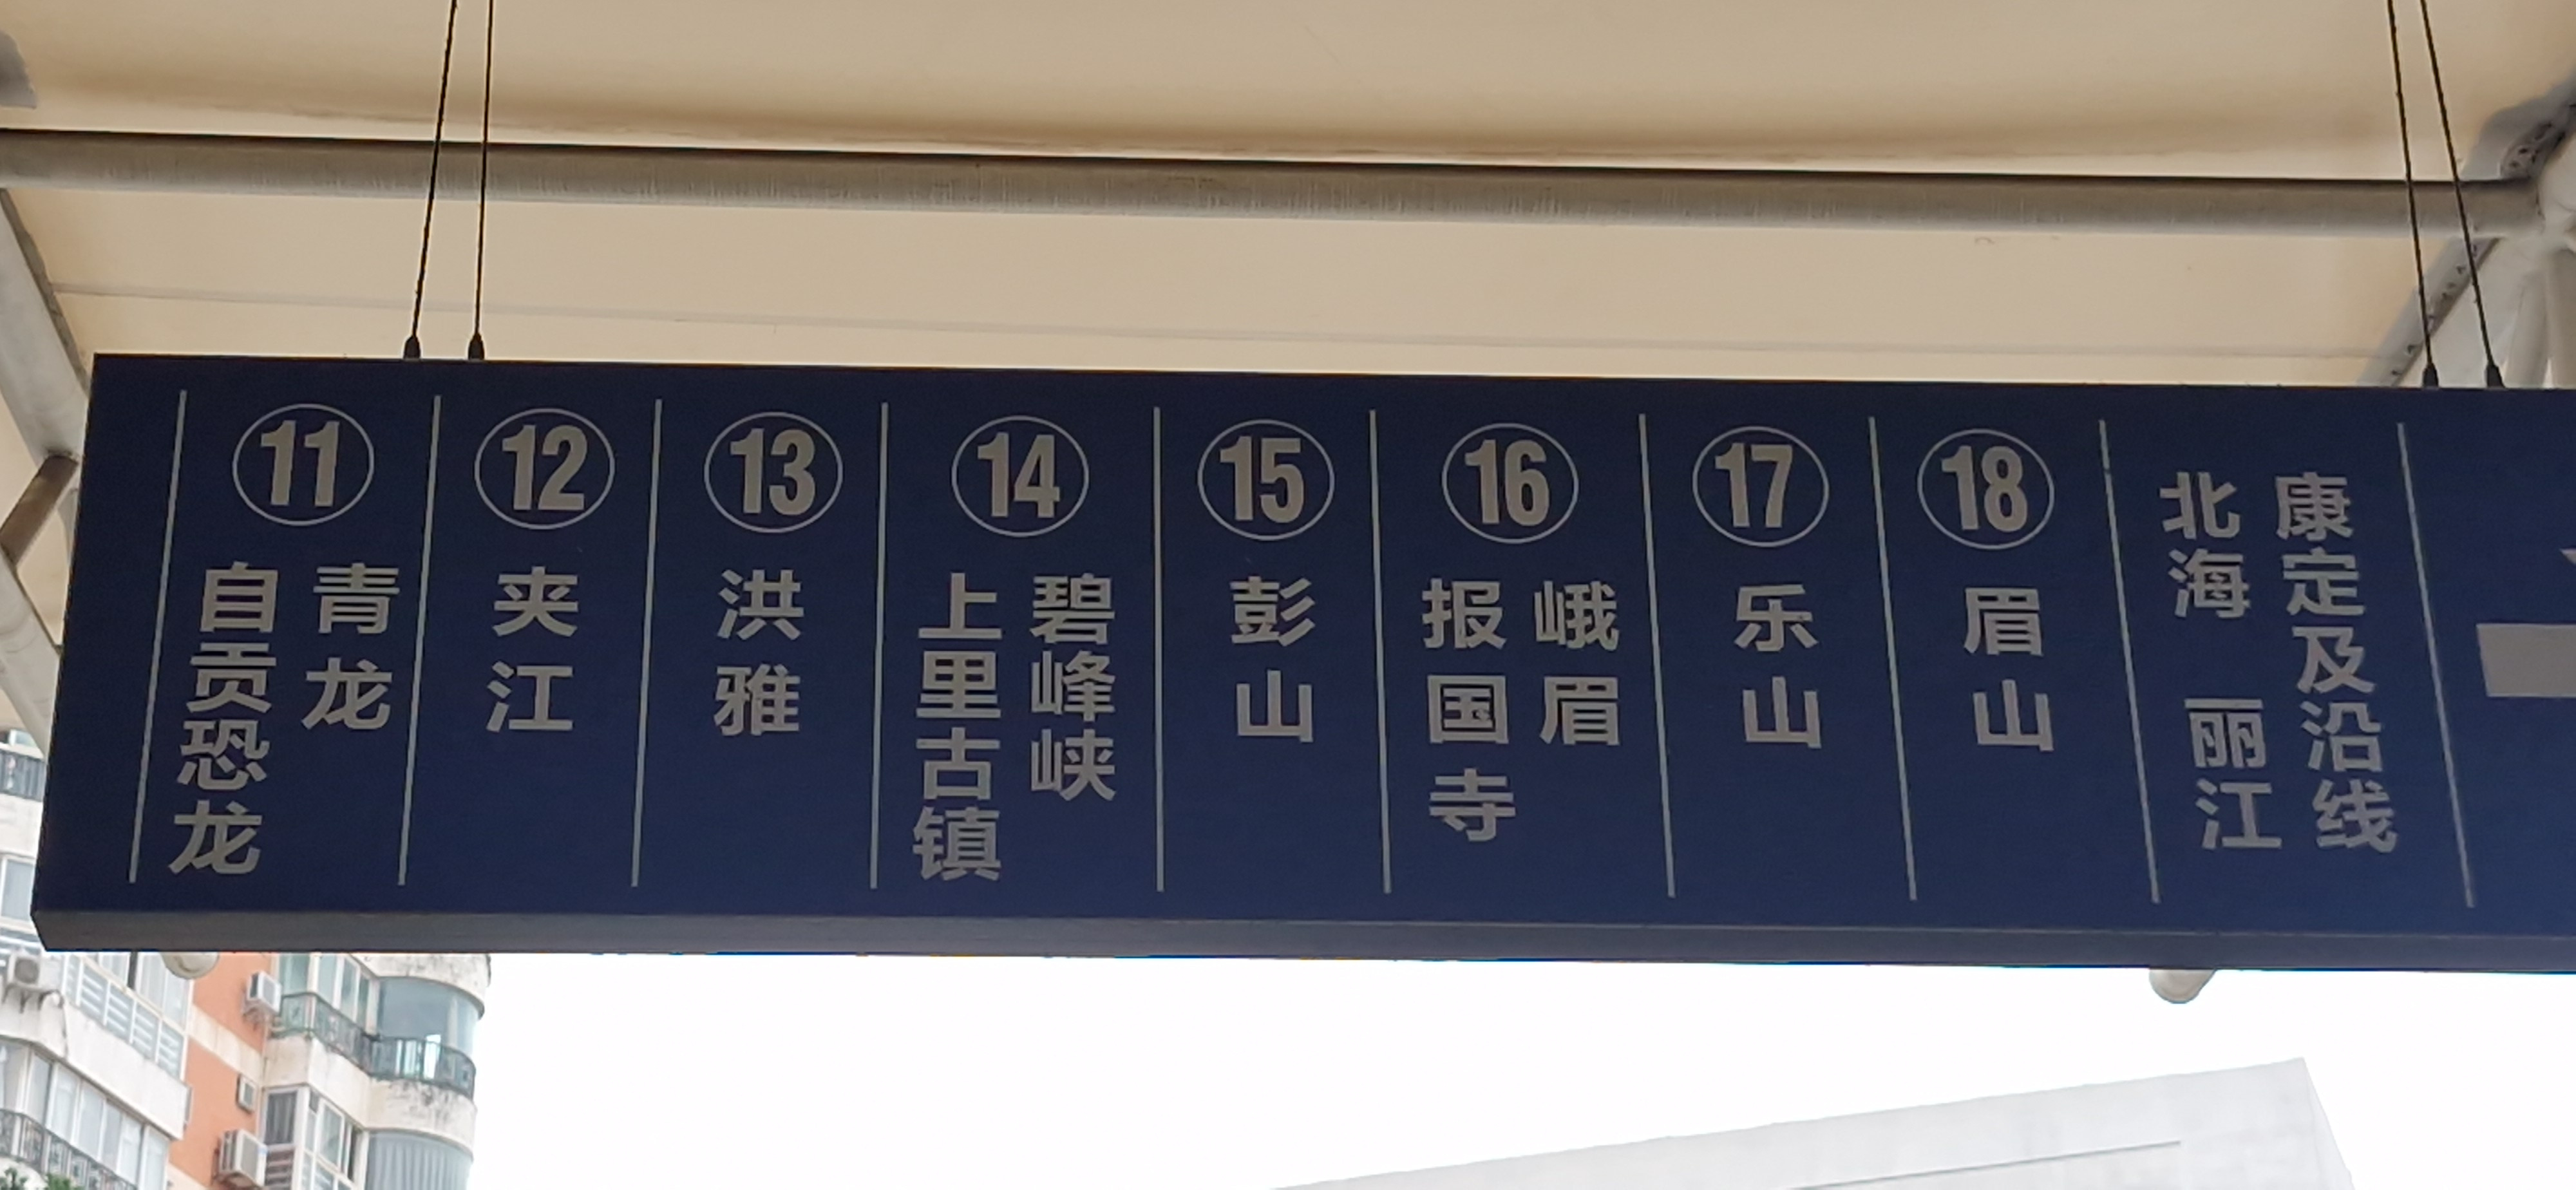 11
青龙
自贡恐龙
12
夹江
13
洪雅
14
碧峰峡
上里古镇
15
彭山
16
峨眉
报国寺
17
乐山
18
眉山
康定及沿线
北海 丽江